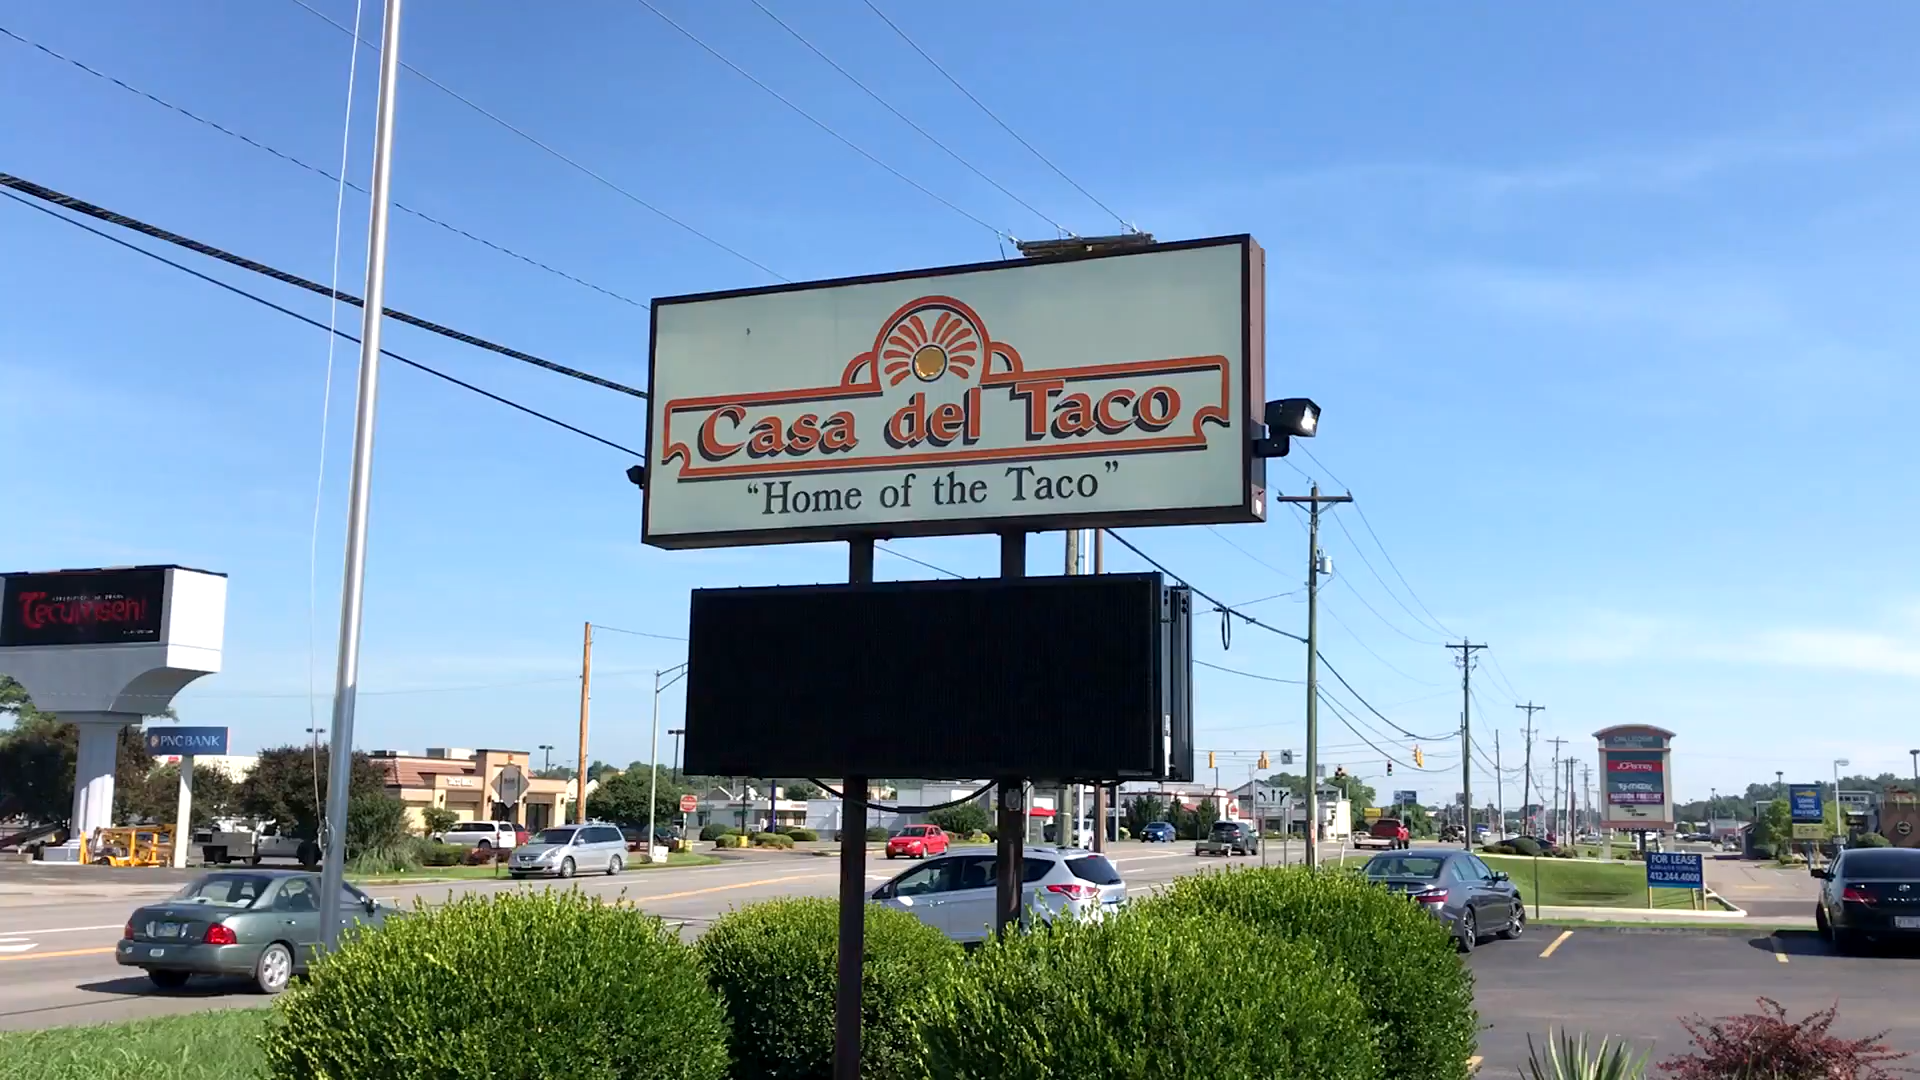 Casa del Taco
“Home of the Taco”
Tecumseh!
PNC BANK
JCPenney
FOR LEASE
412.244.4000